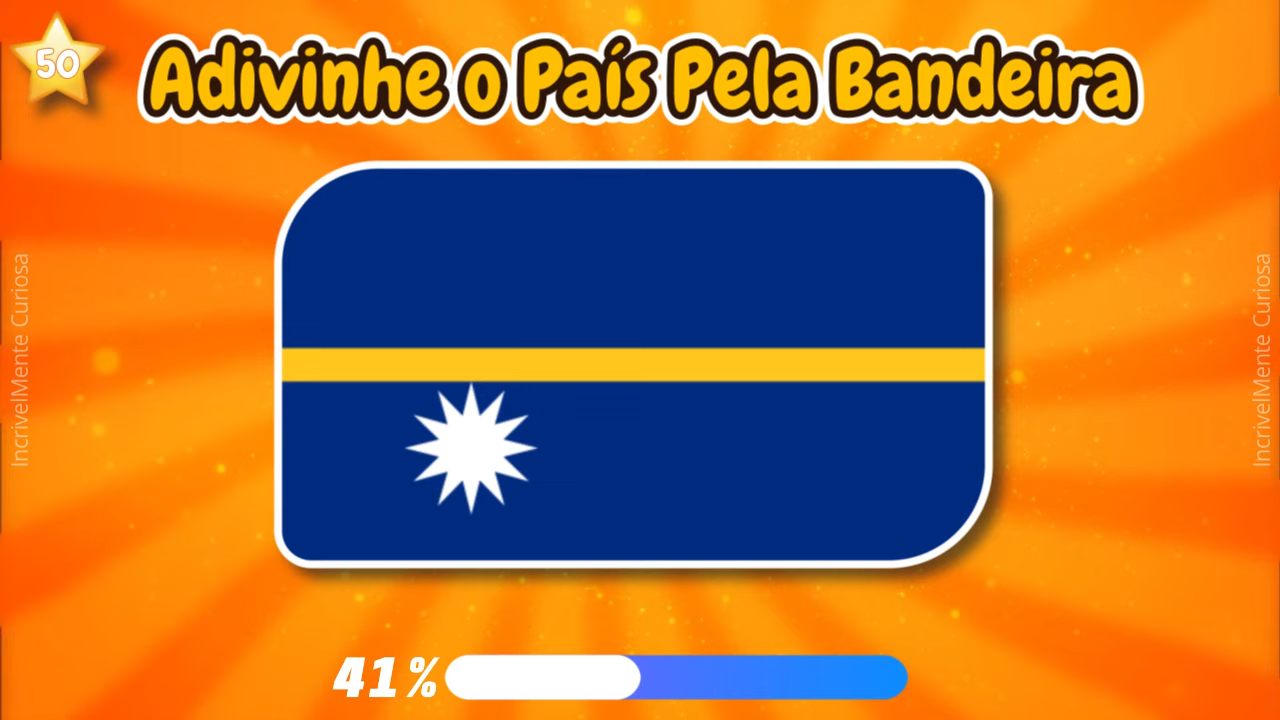 50
Adivinhe o País Pela Bandeira
IncrivelMente Curiosa
IncrivelMente Curiosa
41%